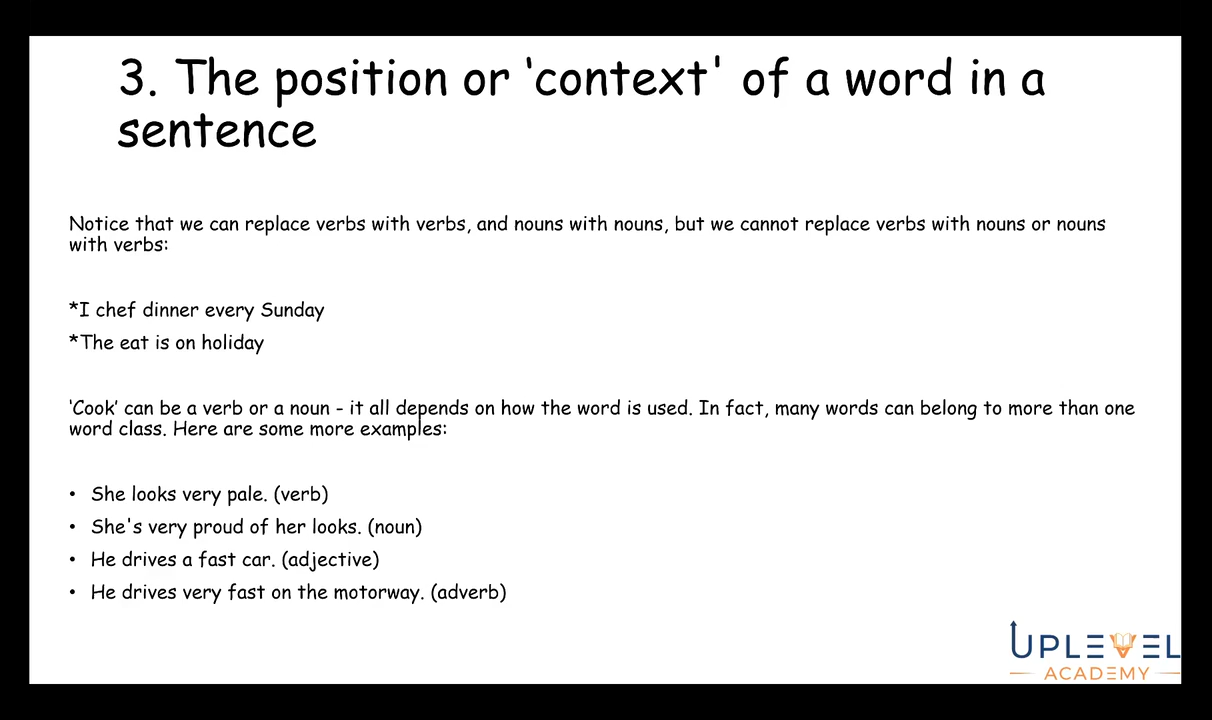 3. The position or ‘context' of a word in a
sentence
Notice that we can replace verbs with verbs, and nouns with nouns, but we cannot replace verbs with nouns or nouns
with verbs:
*I chef dinner every Sunday
*The eat is on holiday
‘Cook’ can be a verb or a noun - it all depends on how the word is used. In fact, many words can belong to more than one
word class. Here are some more examples:
• She looks very pale. (verb)
• She's very proud of her looks. (noun)
• He drives a fast car. (adjective)
• He drives very fast on the motorway. (adverb)
UPLEVEL
ACADEMY